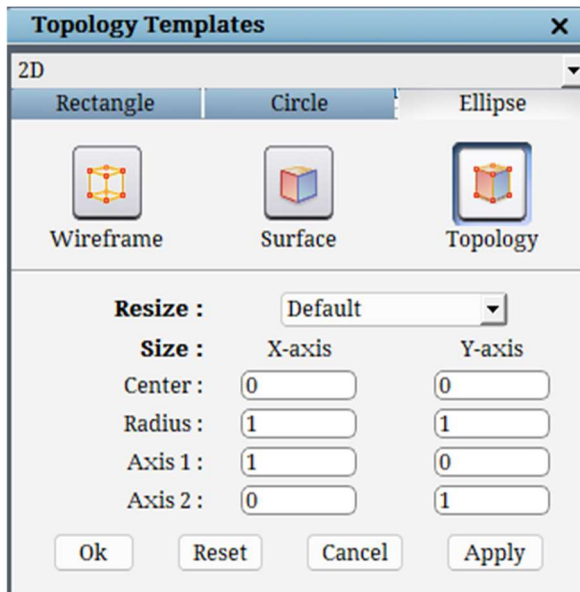 Topology Templates
2D
Rectangle Circle Ellipse
Wireframe Surface Topology
Resize : Default
Size : X-axis Y-axis
Center : 0 0
Radius : 1 1
Axis 1 : 1 0
Axis 2 : 0 1
Ok Reset Cancel Apply